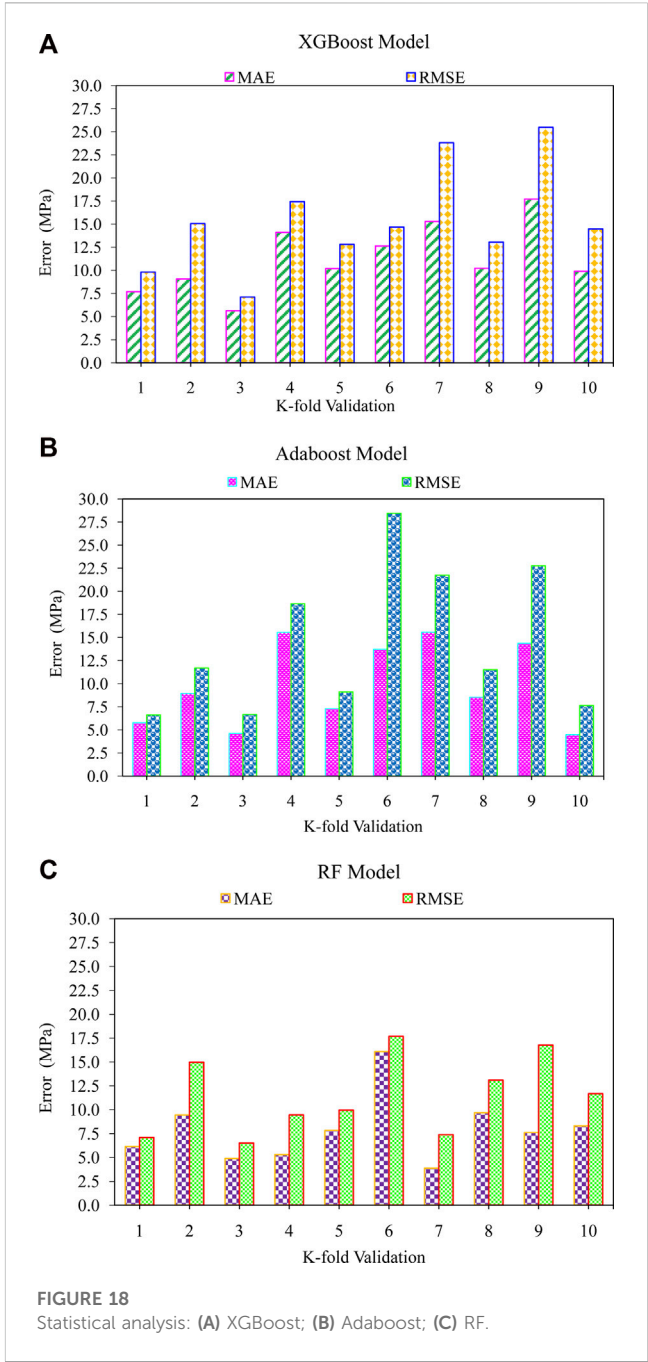 A
XGBoost Model
MAE RMSE
30.0
27.5
25.0
22.5
20.0
17.5
15.0
12.5
10.0
7.5
5.0
2.5
0.0
Error (MPa)
1 2 3 4 5 6 7 8 9 10
K-fold Validation
B
Adaboost Model
MAE RMSE
30.0
27.5
25.0
22.5
20.0
17.5
15.0
12.5
10.0
7.5
5.0
2.5
0.0
Error (MPa)
1 2 3 4 5 6 7 8 9 10
K-fold Validation
C
RF Model
MAE RMSE
30.0
27.5
25.0
22.5
20.0
17.5
15.0
12.5
10.0
7.5
5.0
2.5
0.0
Error (MPa)
1 2 3 4 5 6 7 8 9 10
K-fold Validation
FIGURE 18
Statistical analysis: (A) XGBoost; (B) Adaboost; (C) RF.